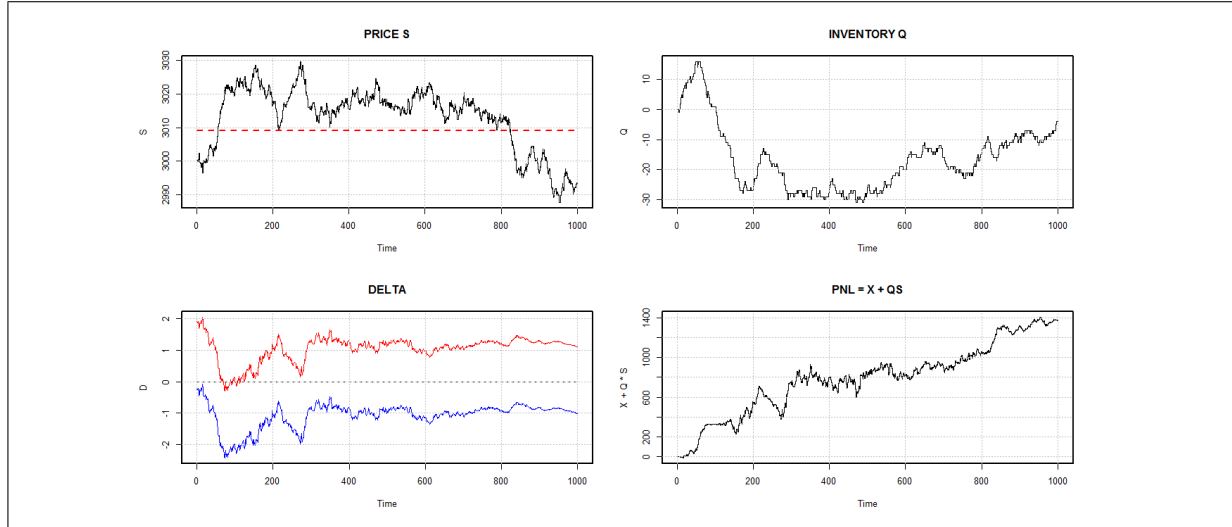 PRICE S
S
3030
3020
3010
3000
2990
0 200 400 600 800 1000
Time
INVENTORY Q
Q
10
0
-10
-20
-30
0 200 400 600 800 1000
Time
DELTA
D
2
1
0
-1
-2
0 200 400 600 800 1000
Time
PNL = X + QS
X + Q * S
1400
1000
600
200
0
0 200 400 600 800 1000
Time